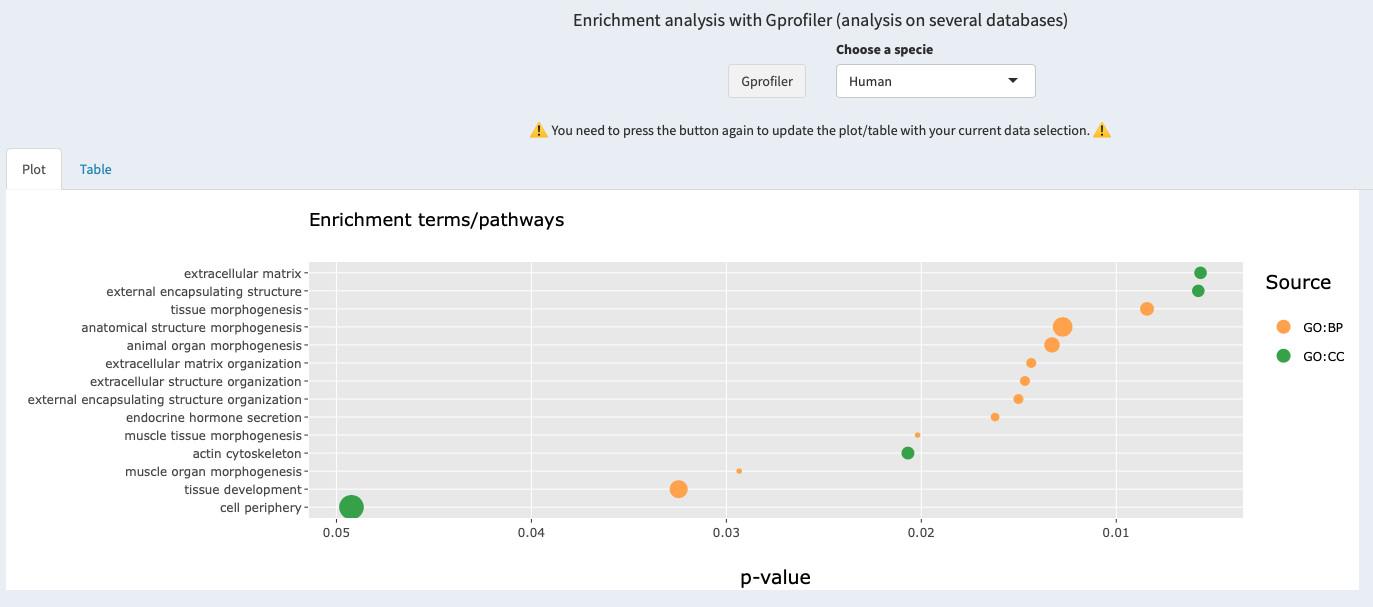 Enrichment analysis with Gprofiler (analysis on several databases)
Choose a specie
Gprofiler
Human
⚠️ You need to press the button again to update the plot/table with your current data selection. ⚠️
Plot
Table
Enrichment terms/pathways
extracellular matrix
external encapsulating structure
tissue morphogenesis
anatomical structure morphogenesis
animal organ morphogenesis
extracellular matrix organization
extracellular structure organization
external encapsulating structure organization
endocrine hormone secretion
muscle tissue morphogenesis
actin cytoskeleton
muscle organ morphogenesis
tissue development
cell periphery
0.05 0.04 0.03 0.02 0.01
p-value
Source
GO:BP
GO:CC